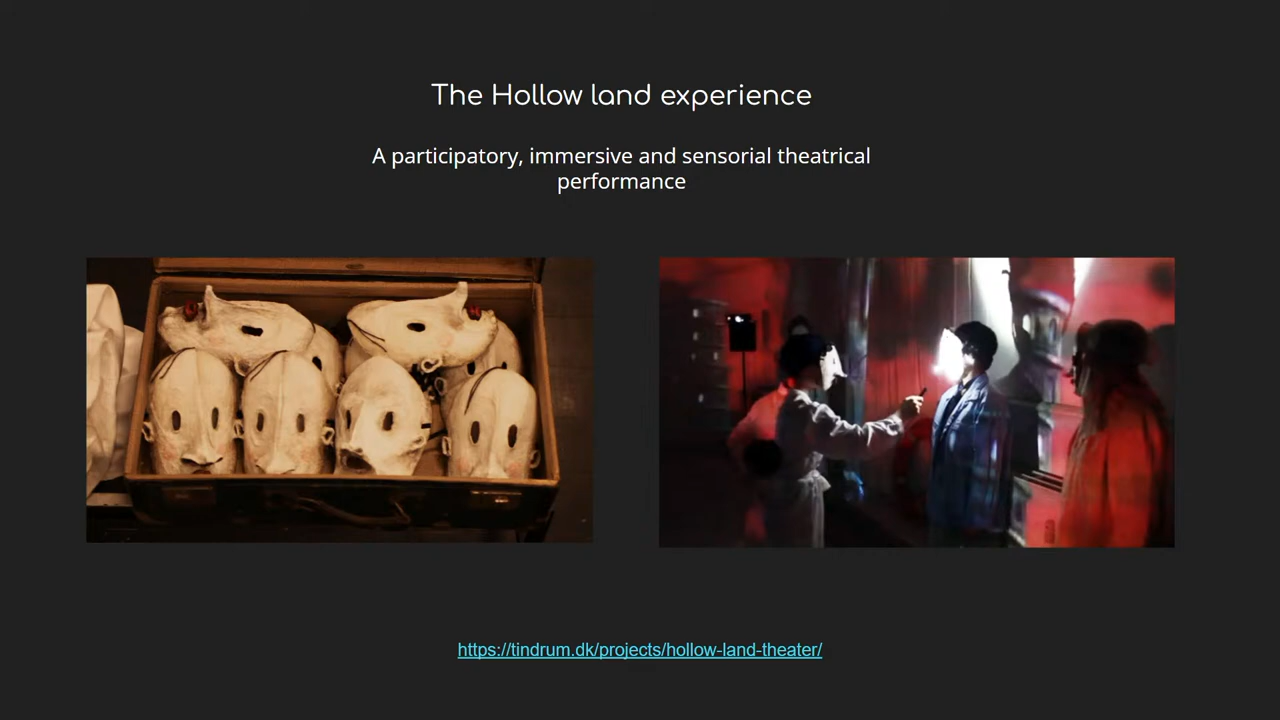 The Hollow land experience
A participatory, immersive and sensorial theatrical
performance
https://tindrum.dk/projects/hollow-land-theater/